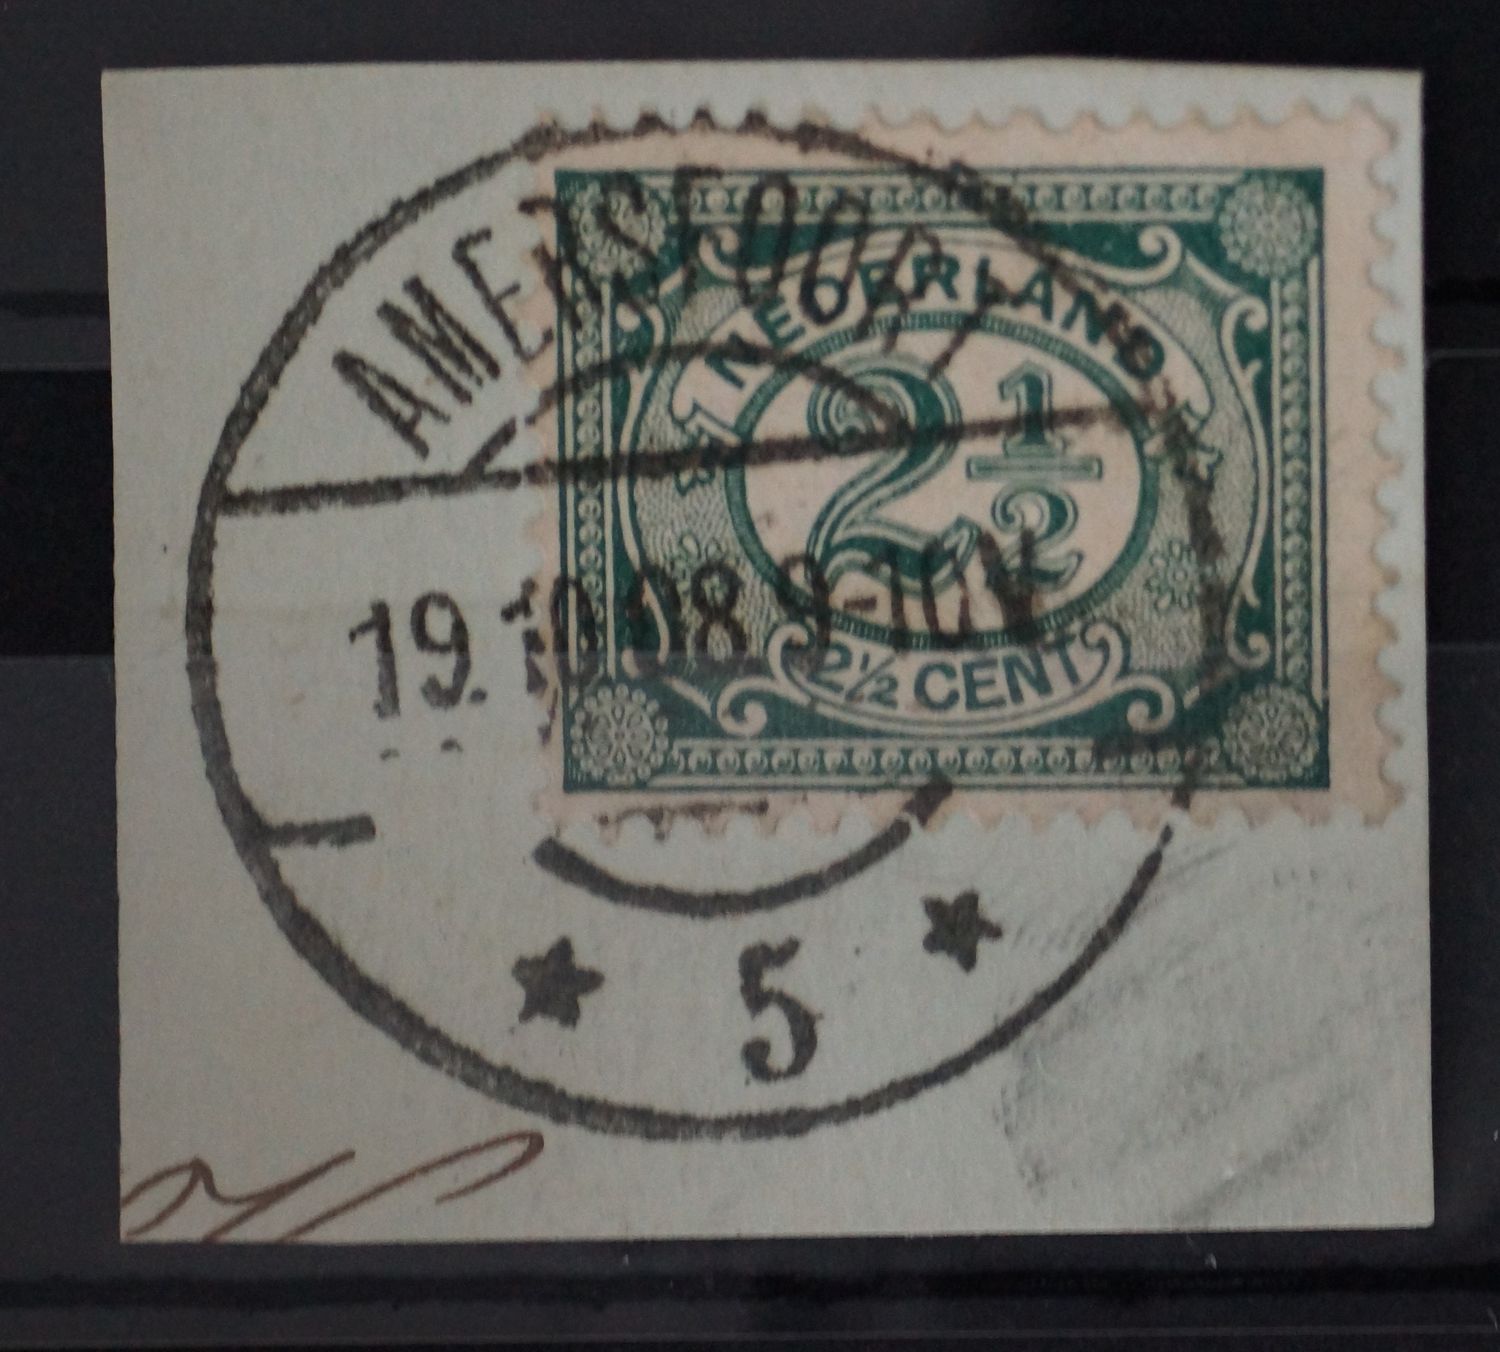 AMERSFOORT
NEDERLAND
2 1/2
19.10.08.9-10V
2½ CENT
5